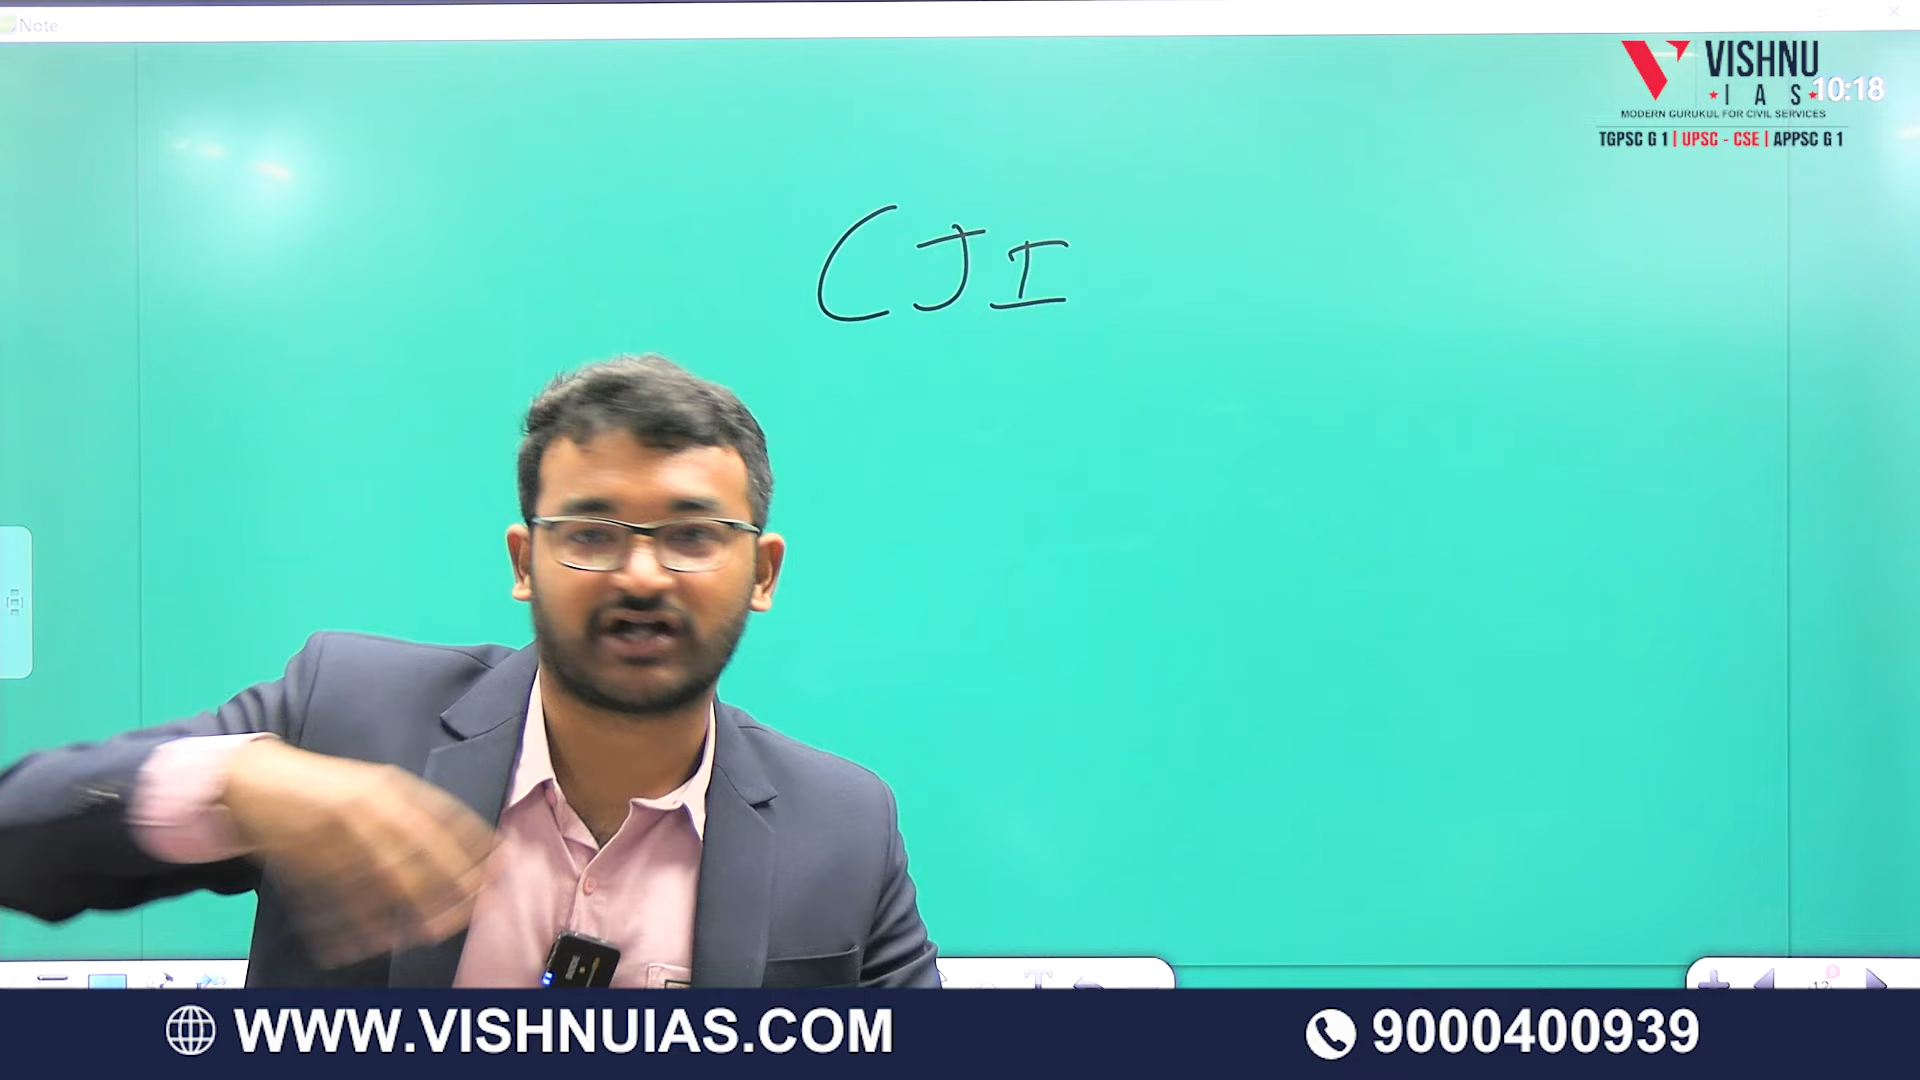 Note
VISHNU
IAS
10:18
MODERN GURUKUL FOR CIVIL SERVICES
TGPSC G 1 | UPSC - CSE | APPSC G 1
CJI
T
WWW.VISHNUIAS.COM
9000400939